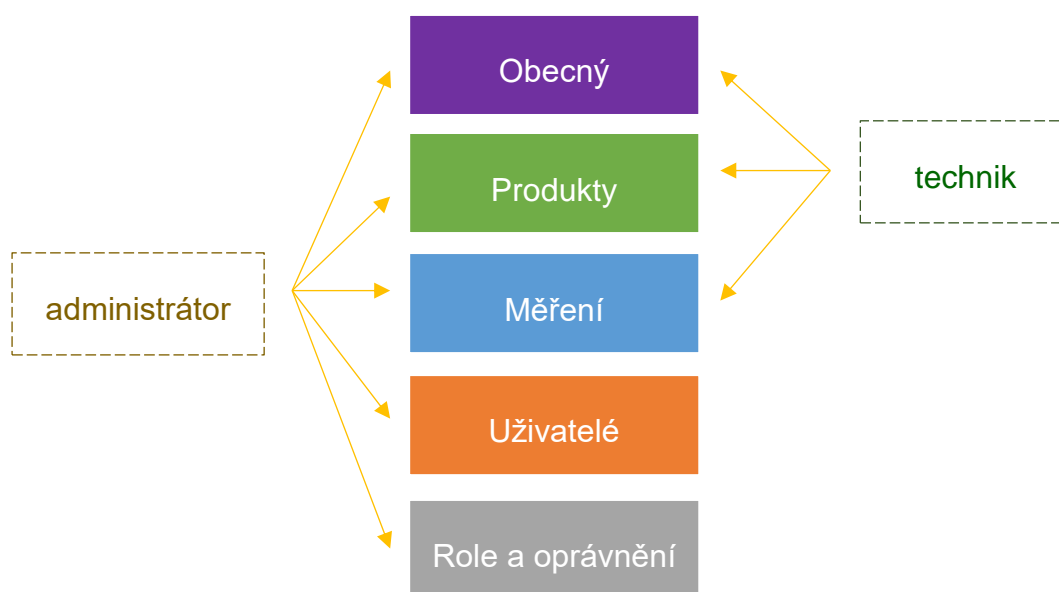 Obecný
Produkty
technik
administrátor
Měření
Uživatelé
Role a oprávnění